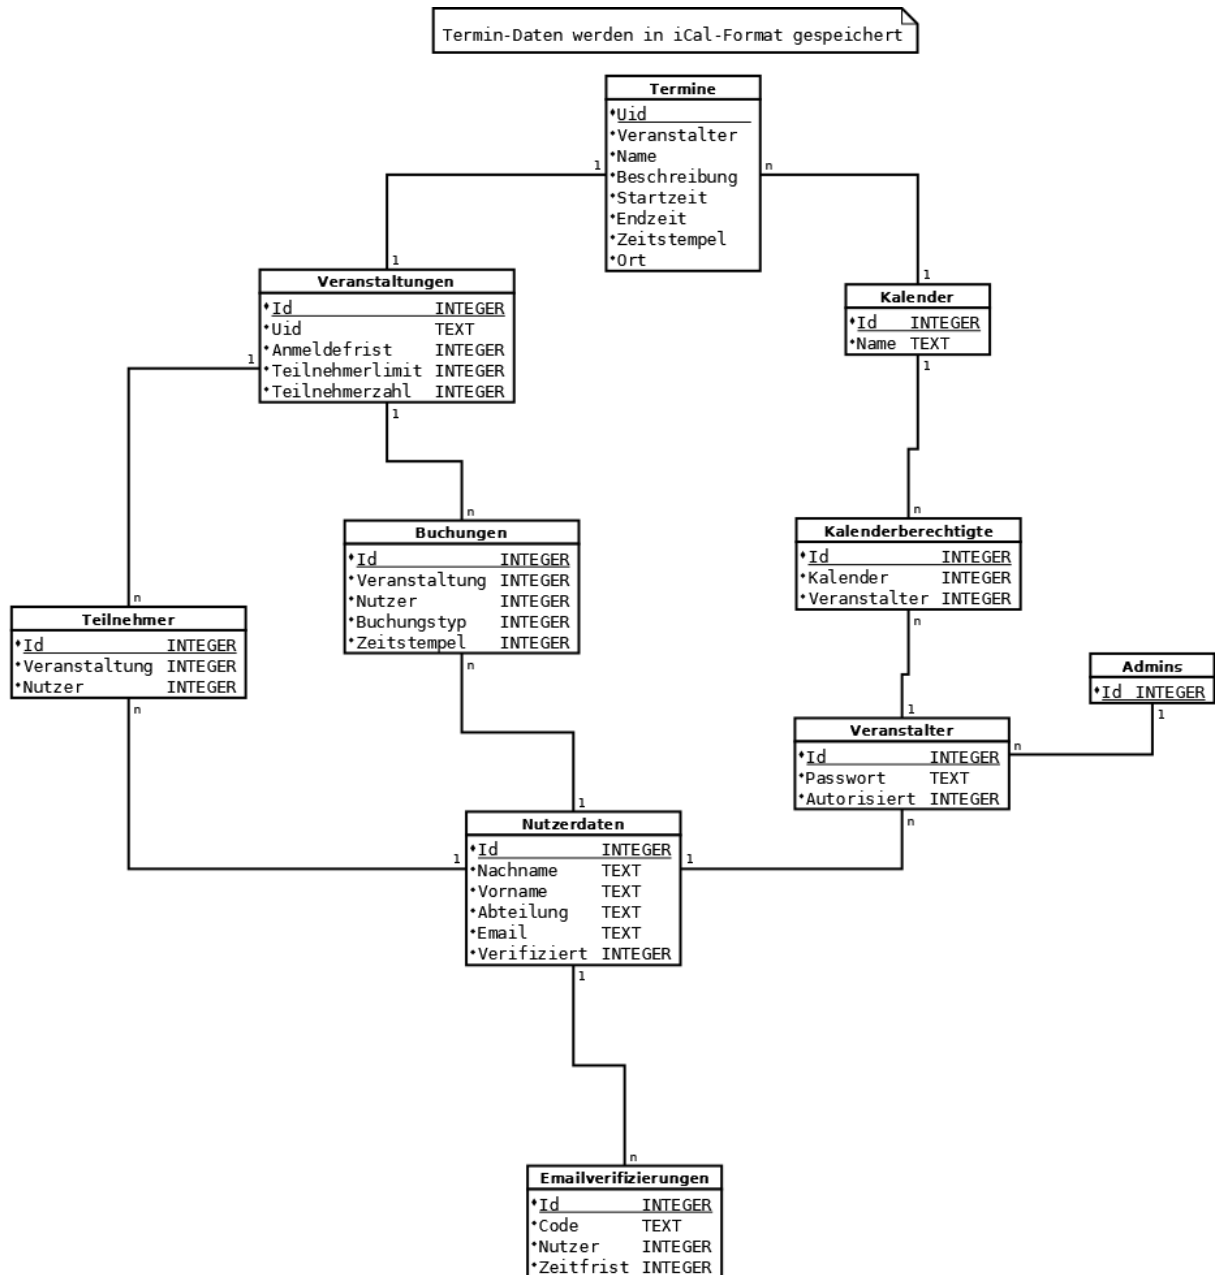 Termin-Daten werden in iCal-Format gespeichert
Termine
Uid
Veranstalter
Name
Beschreibung
Startzeit
Endzeit
Zeitstempel
Ort
1
n
1
1
Veranstaltungen
Id INTEGER
Uid TEXT
Anmeldefrist INTEGER
Teilnehmerlimit INTEGER
Teilnehmerzahl INTEGER
1
1
Kalender
Id INTEGER
Name TEXT
1
n
n
Buchungen
Id INTEGER
Veranstaltung INTEGER
Nutzer INTEGER
Buchungstyp INTEGER
Zeitstempel INTEGER
n
Kalenderberechtigte
Id INTEGER
Kalender INTEGER
Veranstalter INTEGER
n
n
Teilnehmer
Id INTEGER
Veranstaltung INTEGER
Nutzer INTEGER
n
Admins
Id INTEGER
1
1
n
Veranstalter
Id INTEGER
Passwort TEXT
Autorisiert INTEGER
n
1
1
1
Nutzerdaten
Id INTEGER
Nachname TEXT
Vorname TEXT
Abteilung TEXT
Email TEXT
Verifiziert INTEGER
1
n
Emailverifizierungen
Id INTEGER
Code TEXT
Nutzer INTEGER
Zeitfrist INTEGER